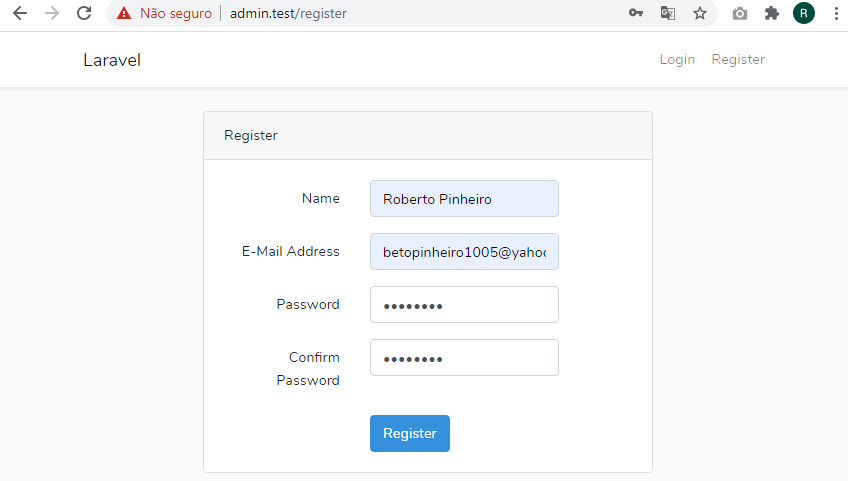 Não seguro admin.test/register R
Laravel Login Register
Register
Name Roberto Pinheiro
E-Mail Address betopinheiro1005@yahoo
Password ••••••••
Confirm ••••••••
Password
Register